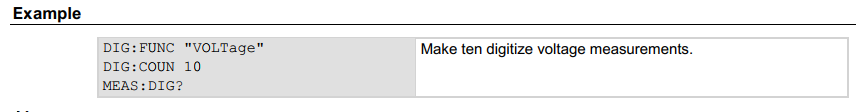 Example
DIG:FUNC "VOLTage"
DIG:COUN 10
MEAS:DIG?
Make ten digitize voltage measurements.